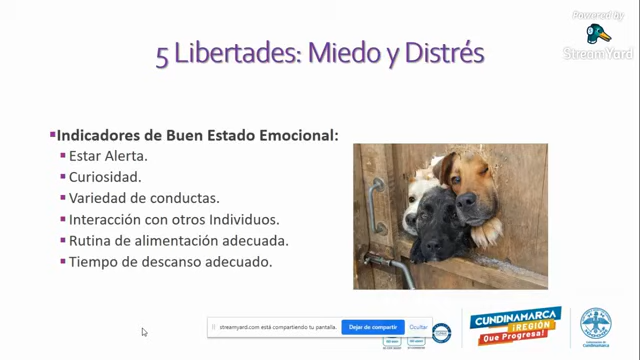 Powered by
StreamYard
5 Libertades: Miedo y Distrés
Indicadores de Buen Estado Emocional:
Estar Alerta.
Curiosidad.
Variedad de conductas.
Interacción con otros Individuos.
Rutina de alimentación adecuada.
Tiempo de descanso adecuado.
streamyard.com está compartiendo tu pantalla.
Dejar de compartir
Ocultar
CUNDINAMARCA
¡REGIÓN
Que Progresa!
Cundinamarca